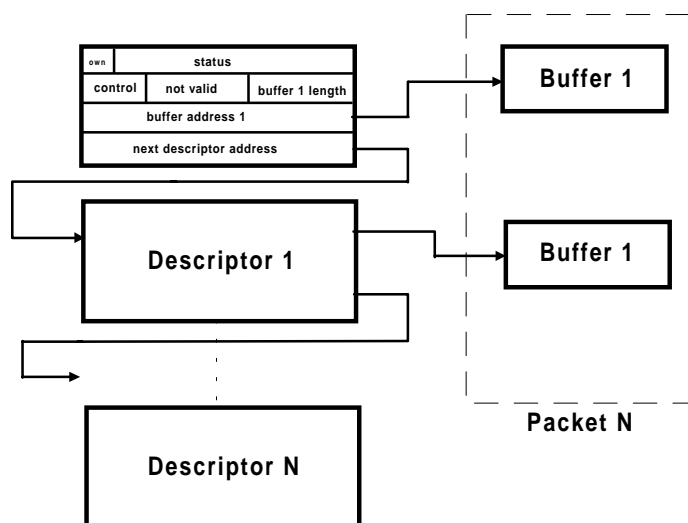 own status
control not valid buffer 1 length
buffer address 1
next descriptor address
Buffer 1
Descriptor 1
Buffer 1
Packet N
Descriptor N